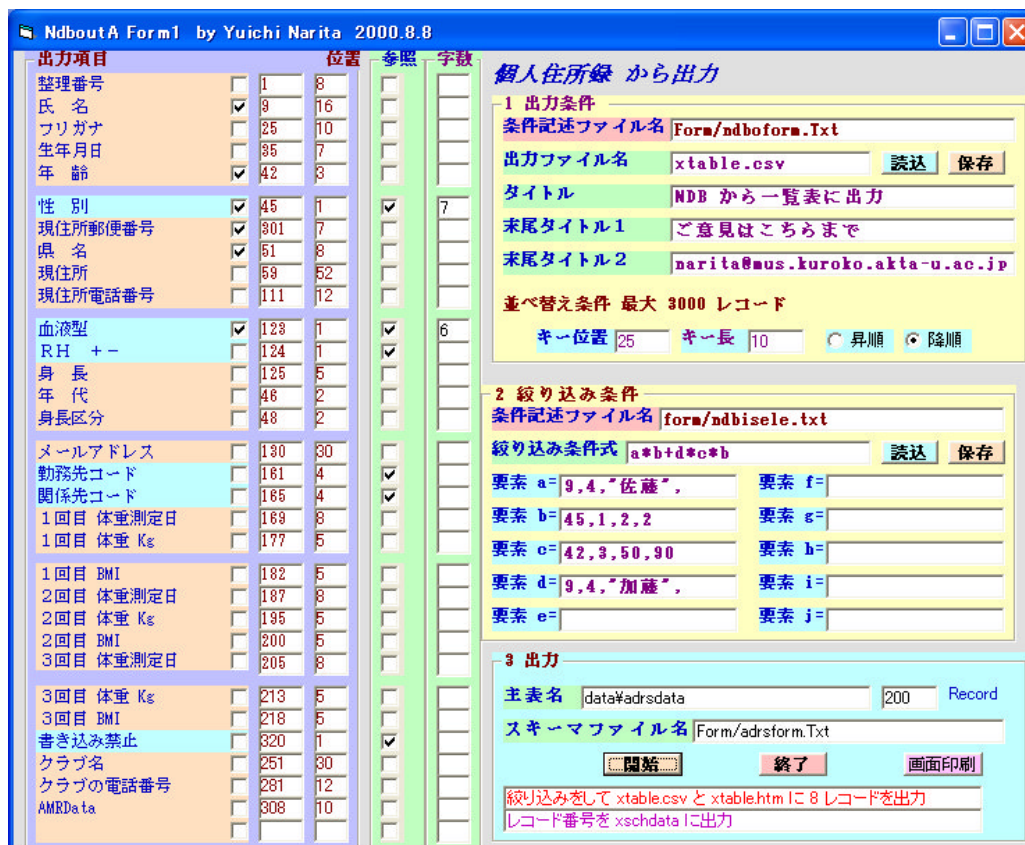 NdboutA Form1 by Yuichi Narita 2000.8.8
出力項目 位置 参照 字数
整理番号 1 8
氏 名 9 16
フリガナ 25 10
生年月日 35 7
年 齢 42 3
性 別 45 1 7
現住所郵便番号 301 7
県 名 51 8
現住所 59 52
現住所電話番号 111 12
血液型 123 1 6
RH +- 124 1
身 長 125 5
年 代 46 2
身長区分 48 2
メールアドレス 130 30
勤務先コード 161 4
関係先コード 165 4
1回目 体重測定日 169 8
1回目 体重 Kg 177 5
1回目 BMI 182 5
2回目 体重測定日 187 8
2回目 体重 Kg 195 5
2回目 BMI 200 5
3回目 体重測定日 205 8
3回目 体重 Kg 213 5
3回目 BMI 218 5
書き込み禁止 320 1
クラブ名 251 30
クラブの電話番号 281 12
AMRData 308 10
個人住所録 から出力
1 出力条件
条件記述ファイル名 Form/ndboform.Txt
出力ファイル名 xtable.csv 読込 保存
タイトル NDB から一覧表に出力
末尾タイトル1 ご意見はこちらまで
末尾タイトル2 narita@mus.kuroko.akta-u.ac.jp
並べ替え条件 最大 3000 レコード
キー位置 25 キー長 10 昇順 降順
2 絞り込み条件
条件記述ファイル名 form/ndbisele.txt
絞り込み条件式 a*b+d*c*b 読込 保存
要素 a= 9,4,"佐藤", 要素 f=
要素 b= 45,1,2,2 要素 g=
要素 c= 42,3,50,90 要素 h=
要素 d= 9,4,"加藤", 要素 i=
要素 e= 要素 j=
3 出力
主表名 data¥adrsdata 200 Record
スキーマファイル名 Form/adrsform.Txt
開始 終了 画面印刷
絞り込みをして xtable.csv と xtable.htm に 8 レコードを出力
レコード番号を xschdata に出力